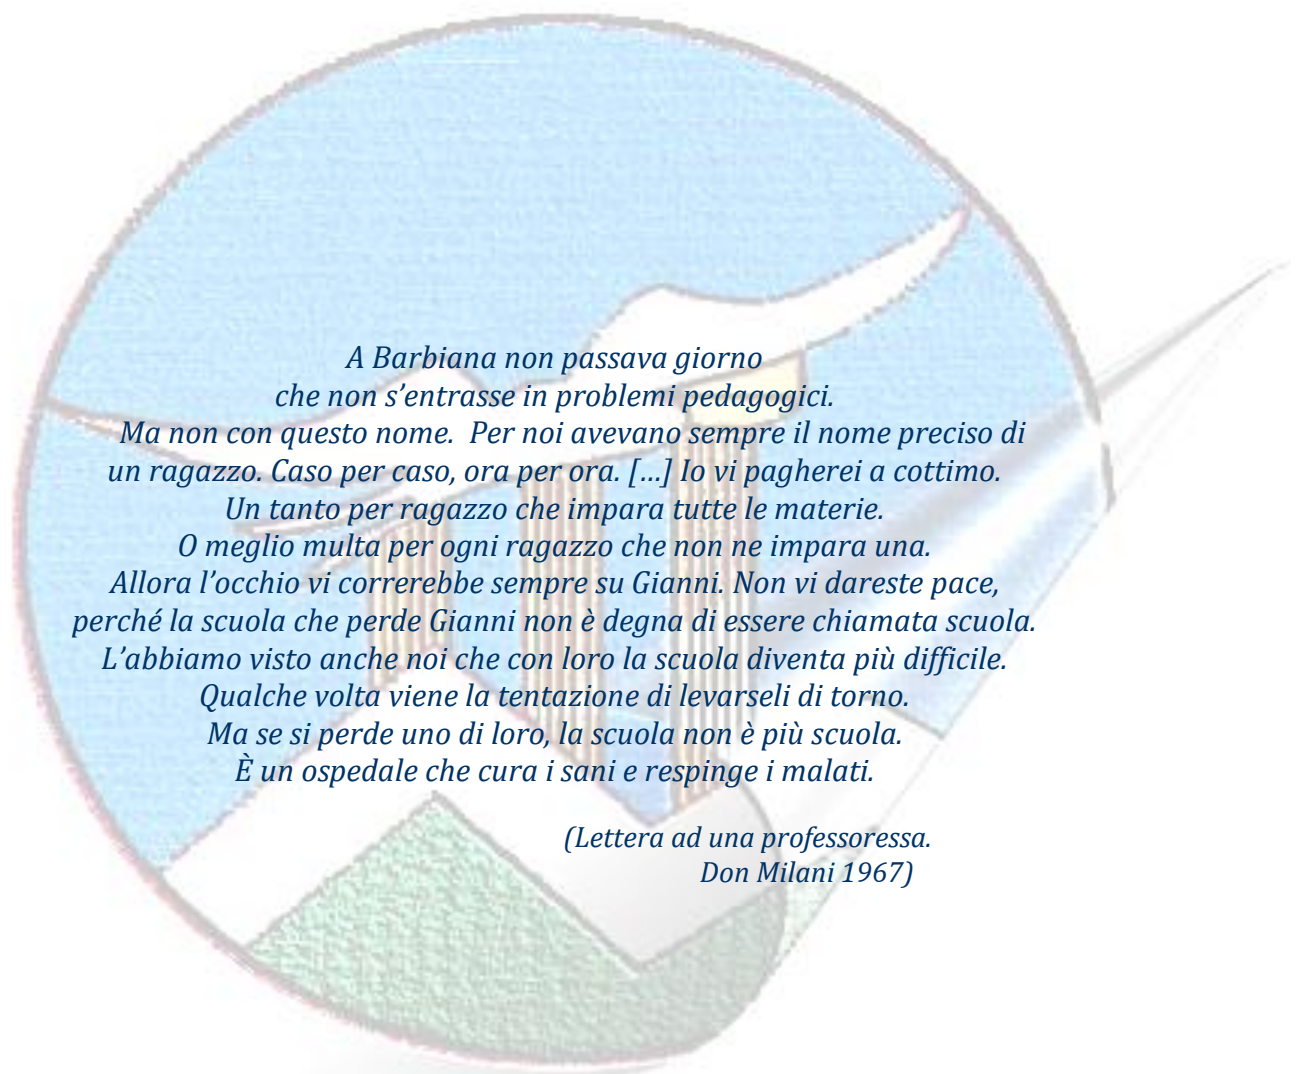 A Barbiana non passava giorno
che non s’entrasse in problemi pedagogici.
Ma non con questo nome.  Per noi avevano sempre il nome preciso di
un ragazzo. Caso per caso, ora per ora. […] Io vi pagherei a cottimo.
Un tanto per ragazzo che impara tutte le materie.
O meglio multa per ogni ragazzo che non ne impara una.
Allora l’occhio vi correrebbe sempre su Gianni. Non vi dareste pace,
perché la scuola che perde Gianni non è degna di essere chiamata scuola.
L’abbiamo visto anche noi che con loro la scuola diventa più difficile.
Qualche volta viene la tentazione di levarseli di torno.
Ma se si perde uno di loro, la scuola non è più scuola.
È un ospedale che cura i sani e respinge i malati.
(Lettera ad una professoressa.
Don Milani 1967)